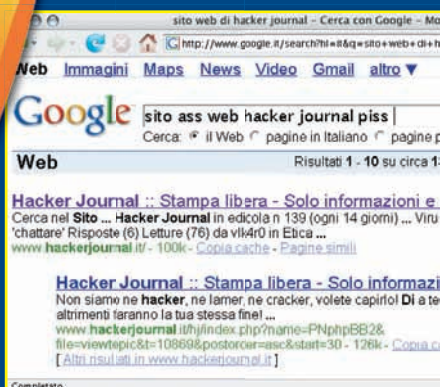 sito web di hacker journal - Cerca con Google - Mo
http://www.google.it/search?hl=it&q=sito+web+di+h
Web Immagini Maps News Video Gmail altro ▼
Google sito ass web hacker journal piss
Cerca: il Web pagine in Italiano pagine p
Web Risultati 1 - 10 su circa 1
Hacker Journal :: Stampa libera - Solo informazioni e
Cerca nel Sito ... Hacker Journal in edicola n 139 (ogni 14 giorni) ... Viru
'chattare' Risposte (6) Letture (76) da vlk4r0 in Etica ...
www.hackerjournal.it/ - 100k - Copia cache - Pagine simili
Hacker Journal :: Stampa libera - Solo informazi
Non siamo ne hacker, ne lamer, ne cracker, volete capirlo! Di a te
altrimenti faranno la tua stessa fine! ...
www.hackerjournal.it/hj/index.php?name=PNphpBB2&
file=viewtopic&t=10869&postorder=asc&start=30 - 126k - Copia c
[ Altri risultati in www.hackerjournal.it ]
Completato